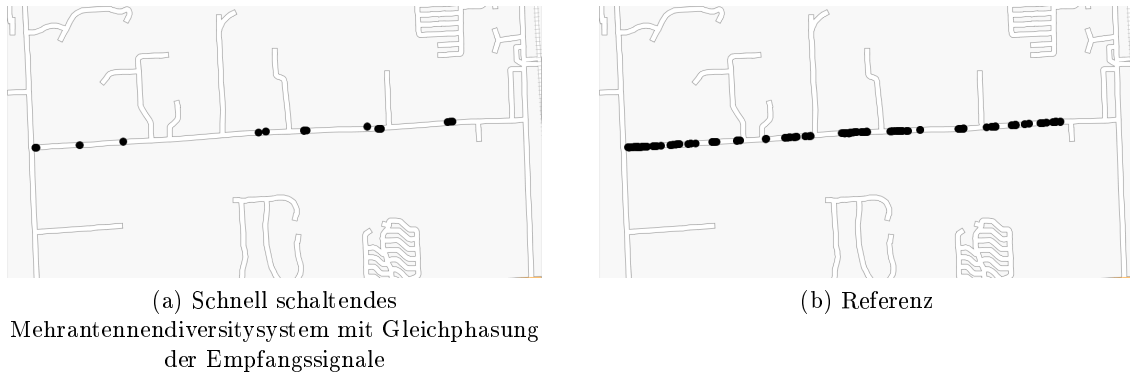 (a) Schnell schaltendes
Mehrantennendiversitysystem mit Gleichphasung
der Empfangssignale
(b) Referenz